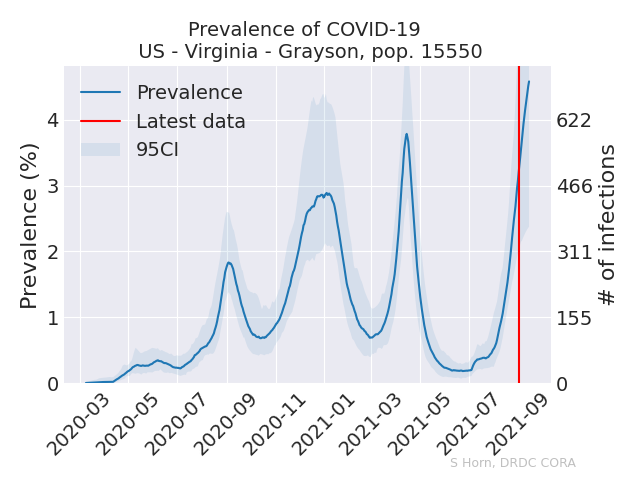 Prevalence of COVID-19
US - Virginia - Grayson, pop. 15550
Prevalence
Latest data
95CI
Prevalence (%)
4
3
2
1
0
622
466
311
155
0
# of infections
2020-03
2020-05
2020-07
2020-09
2020-11
2021-01
2021-03
2021-05
2021-07
2021-09
S Horn, DRDC CORA